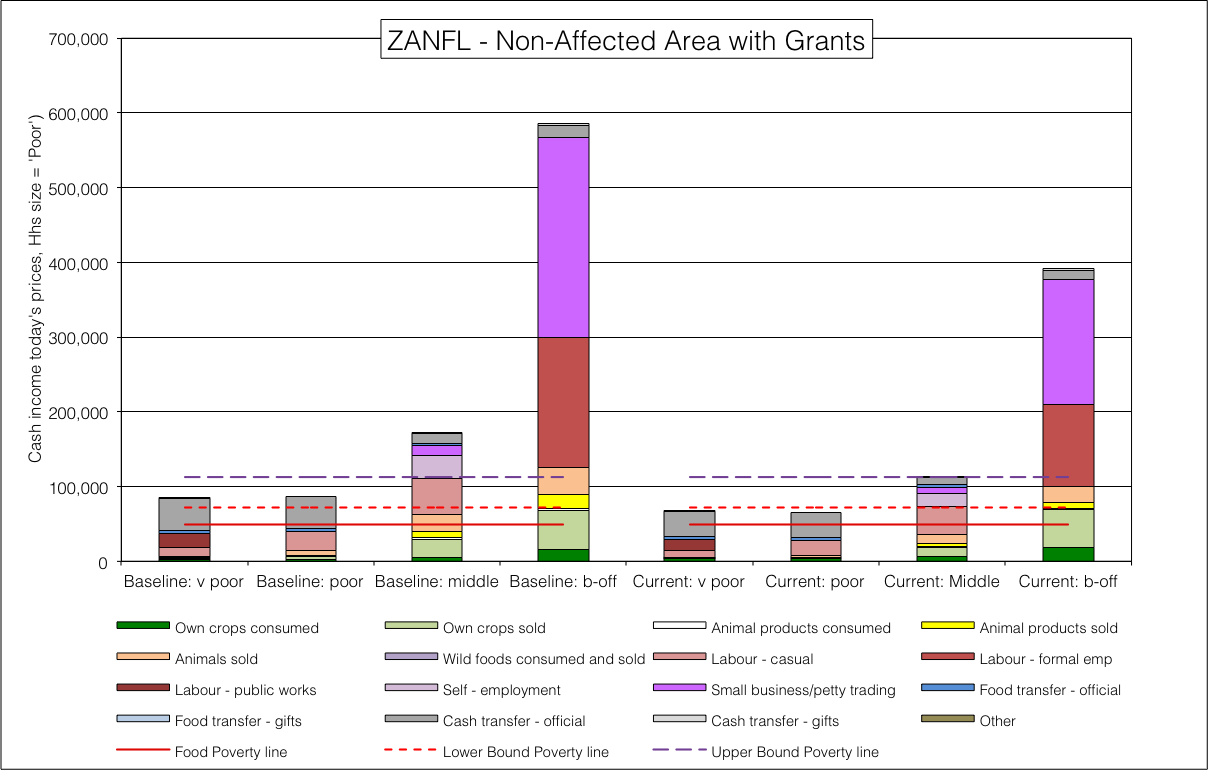 ZANFL - Non-Affected Area with Grants
Cash income today's prices, Hhs size = 'Poor')
700,000
600,000
500,000
400,000
300,000
200,000
100,000
0
Baseline: v poor Baseline: poor Baseline: middle Baseline: b-off Current: v poor Current: poor Current: Middle Current: b-off
Own crops consumed Own crops sold Animal products consumed Animal products sold
Animals sold Wild foods consumed and sold Labour - casual Labour - formal emp
Labour - public works Self - employment Small business/petty trading Food transfer - official
Food transfer - gifts Cash transfer - official Cash transfer - gifts Other
Food Poverty line Lower Bound Poverty line Upper Bound Poverty line